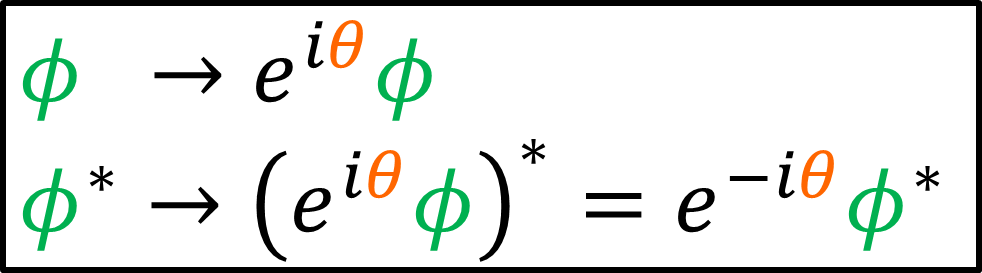 ϕ → e^{iθ} ϕ
ϕ* → (e^{iθ} ϕ)* = e^{−iθ} ϕ*